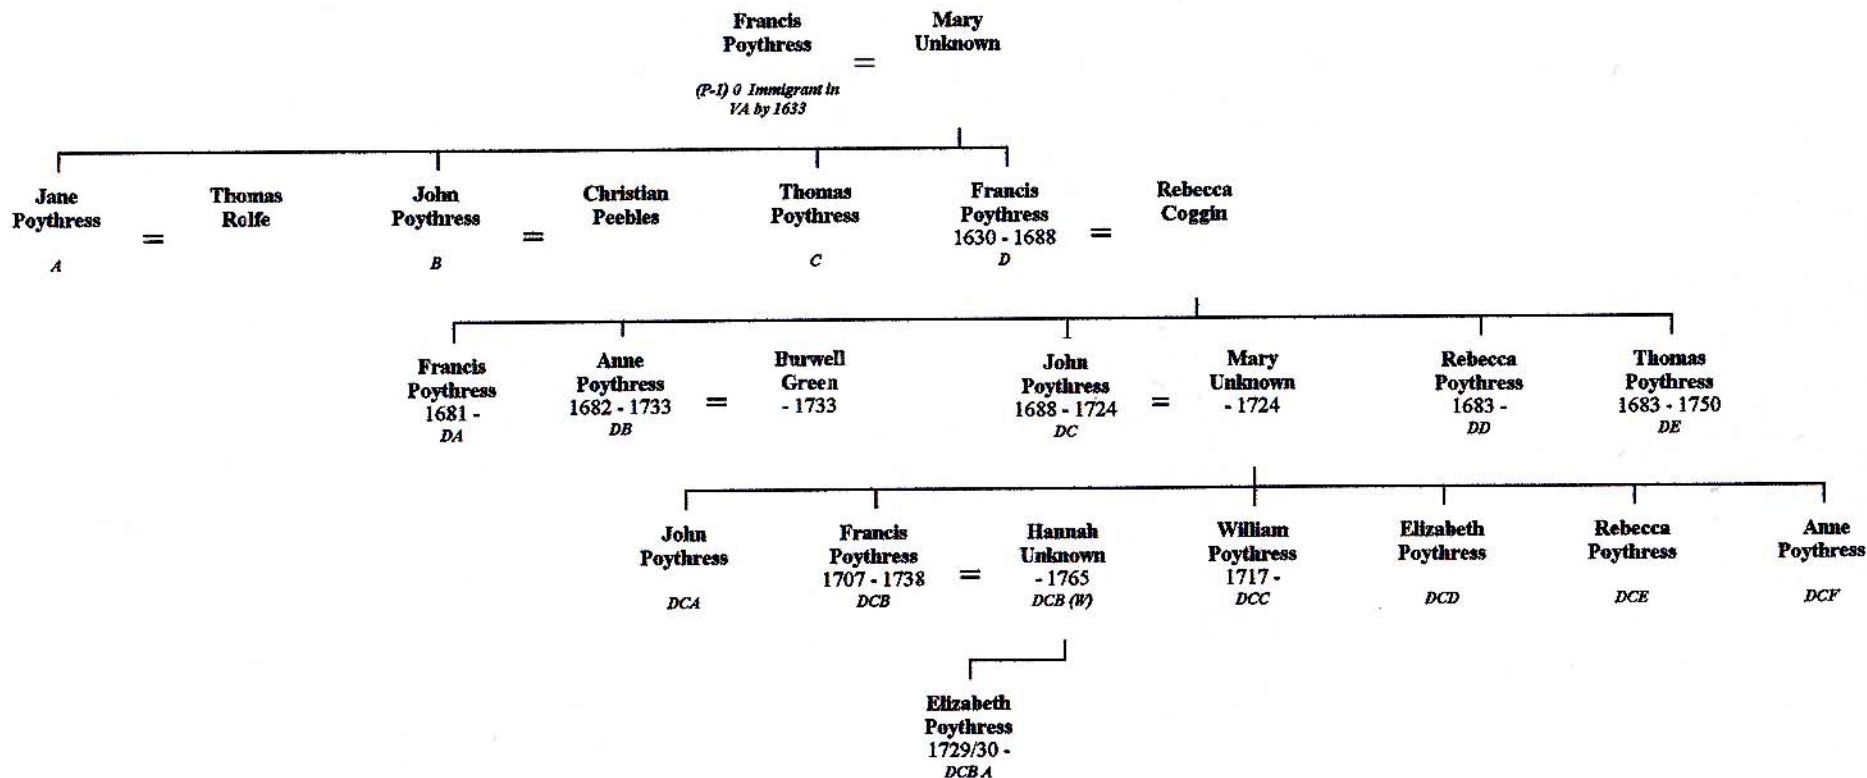 Francis
Poythress
=
Mary
Unknown
(P-1) 0 Immigrant in
VA by 1633
Jane
Poythress
A
=
Thomas
Rolfe
John
Poythress
B
=
Christian
Peebles
Thomas
Poythress
C
Francis
Poythress
1630 - 1688
D
=
Rebecca
Coggin
Francis
Poythress
1681 -
DA
Anne
Poythress
1682 - 1733
DB
=
Burwell
Green
- 1733
John
Poythress
1688 - 1724
DC
=
Mary
Unknown
- 1724
Rebecca
Poythress
1683 -
DD
Thomas
Poythress
1683 - 1750
DE
John
Poythress
DCA
Francis
Poythress
1707 - 1738
DCB
=
Hannah
Unknown
- 1765
DCB (W)
William
Poythress
1717 -
DCC
Elizabeth
Poythress
DCD
Rebecca
Poythress
DCE
Anne
Poythress
DCF
Elizabeth
Poythress
1729/30 -
DCB A